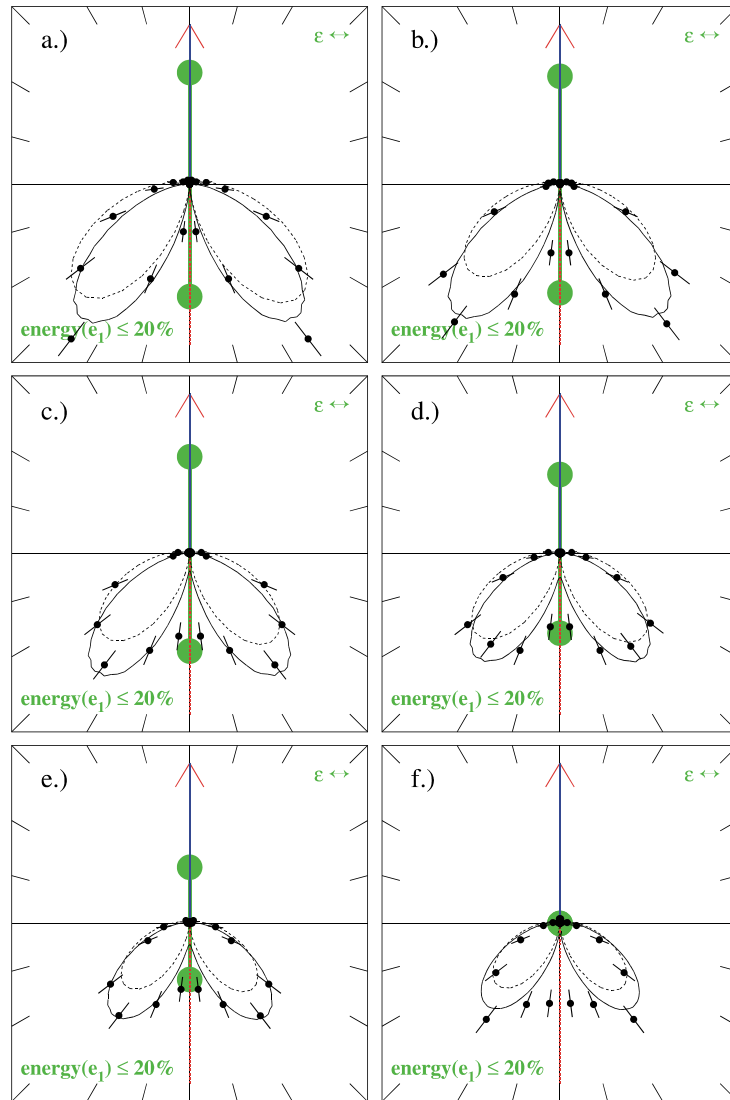 a.) ε ↔
energy(e₁) ≤ 20%
b.) ε ↔
energy(e₁) ≤ 20%
c.) ε ↔
energy(e₁) ≤ 20%
d.) ε ↔
energy(e₁) ≤ 20%
e.) ε ↔
energy(e₁) ≤ 20%
f.) ε ↔
energy(e₁) ≤ 20%